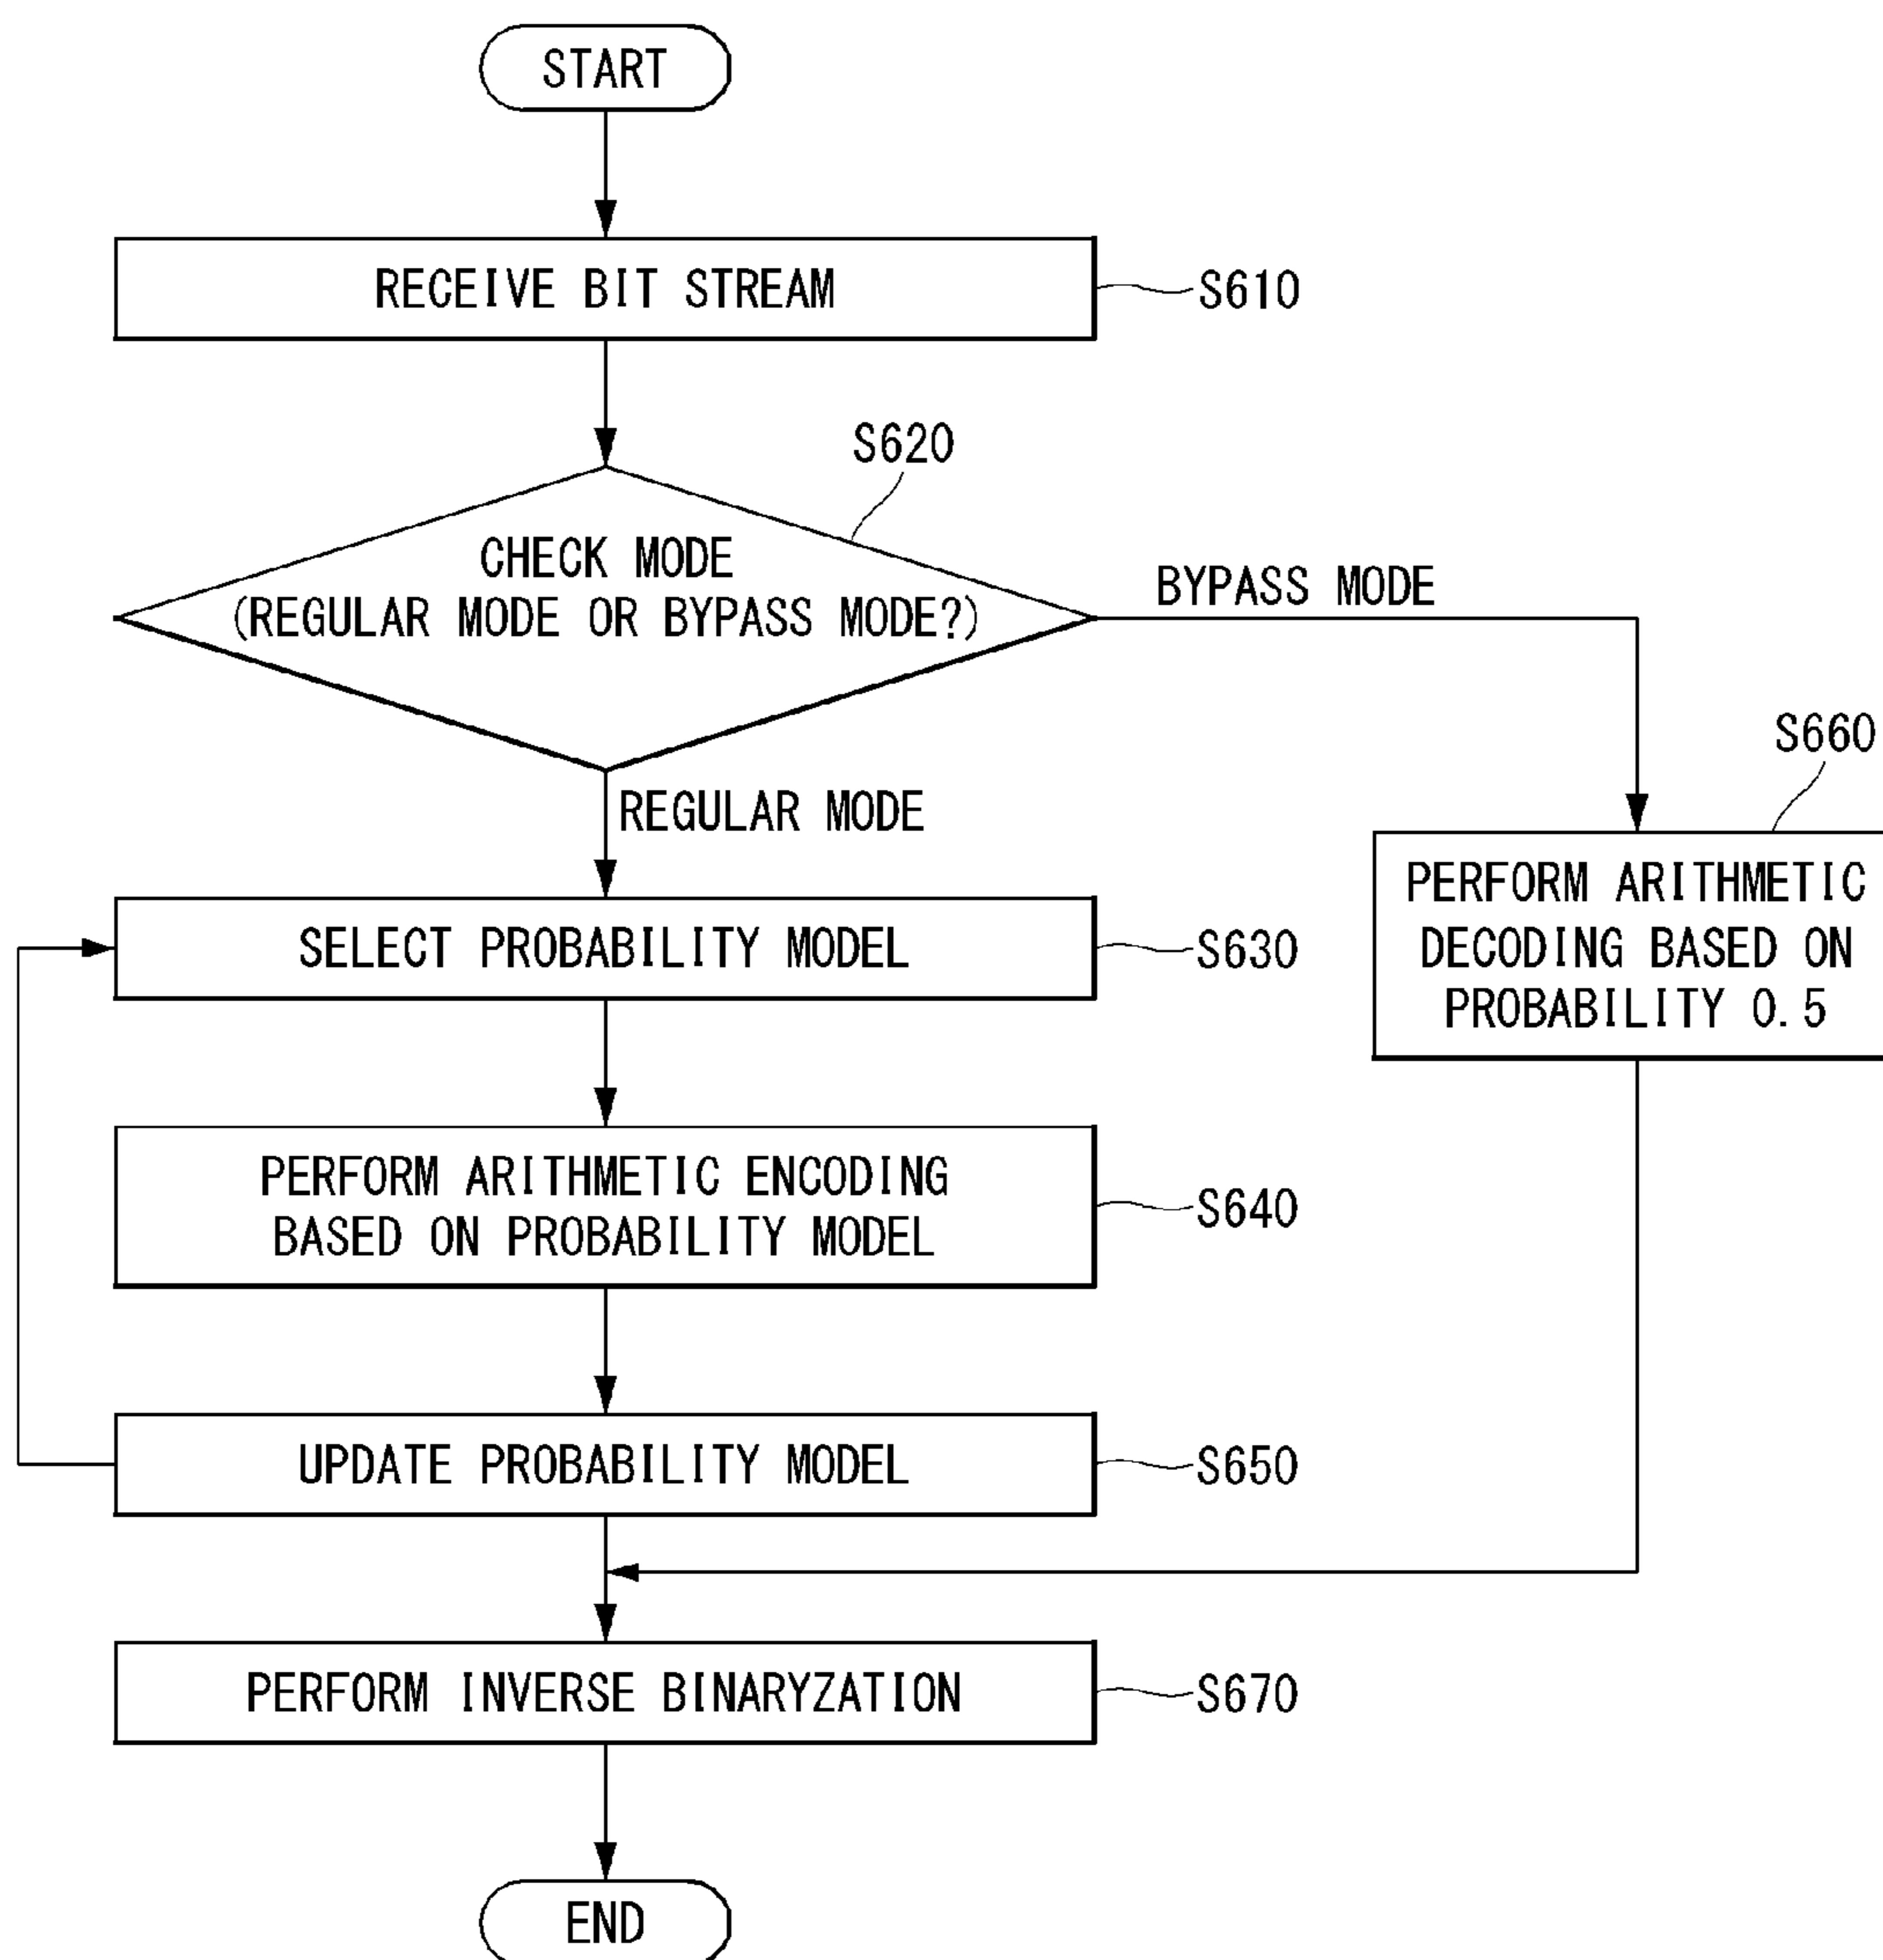 START
RECEIVE BIT STREAM
S610
S620
CHECK MODE
(REGULAR MODE OR BYPASS MODE?)
BYPASS MODE
S660
REGULAR MODE
PERFORM ARITHMETIC
DECODING BASED ON
PROBABILITY 0.5
SELECT PROBABILITY MODEL
S630
PERFORM ARITHMETIC ENCODING
BASED ON PROBABILITY MODEL
S640
UPDATE PROBABILITY MODEL
S650
PERFORM INVERSE BINARYZATION
S670
END